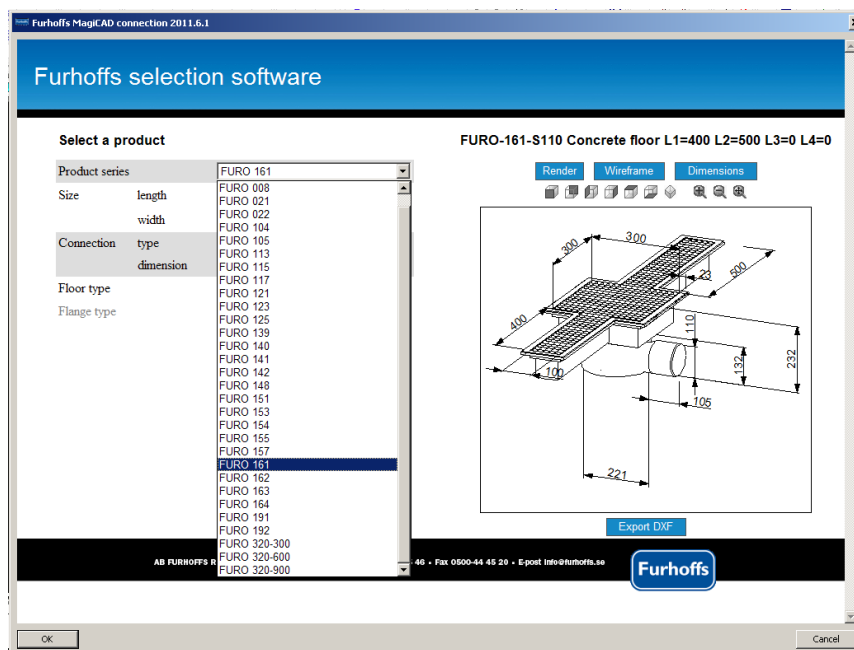 Furhoffs MagiCAD connection 2011.6.1
Furhoffs selection software
Select a product
FURO-161-S110 Concrete floor L1=400 L2=500 L3=0 L4=0
Product series
FURO 161
Render
Wireframe
Dimensions
Size
length
width
Connection
type
dimension
Floor type
Flange type
FURO 008
FURO 021
FURO 022
FURO 104
FURO 105
FURO 113
FURO 115
FURO 117
FURO 121
FURO 123
FURO 125
FURO 139
FURO 140
FURO 141
FURO 142
FURO 148
FURO 151
FURO 153
FURO 154
FURO 155
FURO 157
FURO 161
FURO 162
FURO 163
FURO 164
FURO 191
FURO 192
FURO 320-300
FURO 320-600
FURO 320-900
300
300
23
500
400
110
100
132
232
105
221
Export DXF
AB FURHOFFS R 46 • Fax 0500-44 45 20 • E-post info@furhoffs.se
Furhoffs
OK
Cancel